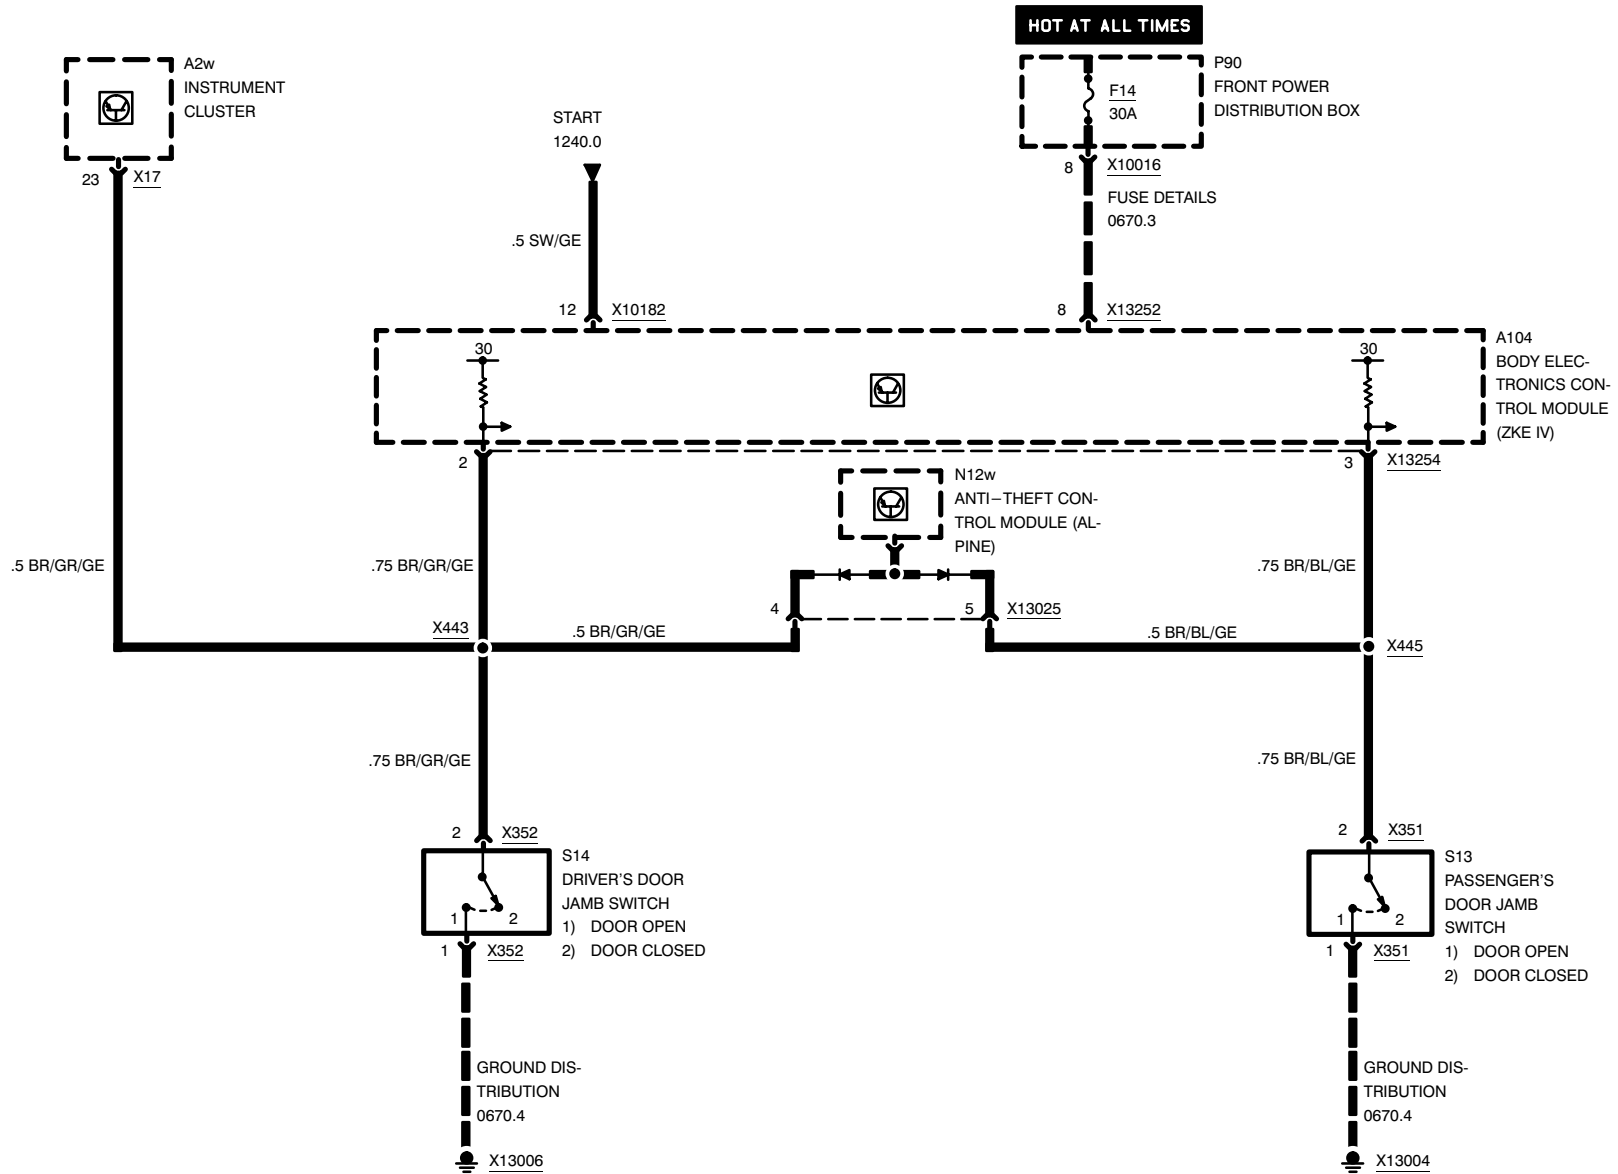 HOT AT ALL TIMES
A2w
INSTRUMENT
CLUSTER
23
X17
START
1240.0
.5 SW/GE
12
X10182
P90
FRONT POWER
DISTRIBUTION BOX
F14
30A
8
X10016
FUSE DETAILS
0670.3
8
X13252
A104
BODY ELEC-
TRONICS CON-
TROL MODULE
(ZKE IV)
30
30
2
3
X13254
N12w
ANTI–THEFT CON-
TROL MODULE (AL-
PINE)
.5 BR/GR/GE
.75 BR/GR/GE
.75 BR/BL/GE
4
5
X13025
X443
.5 BR/GR/GE
.5 BR/BL/GE
X445
.75 BR/GR/GE
.75 BR/BL/GE
2
X352
S14
DRIVER'S DOOR
JAMB SWITCH
1) DOOR OPEN
2) DOOR CLOSED
1
2
1
X352
2
X351
S13
PASSENGER'S
DOOR JAMB
SWITCH
1) DOOR OPEN
2) DOOR CLOSED
1
2
1
X351
GROUND DIS-
TRIBUTION
0670.4
X13006
GROUND DIS-
TRIBUTION
0670.4
X13004